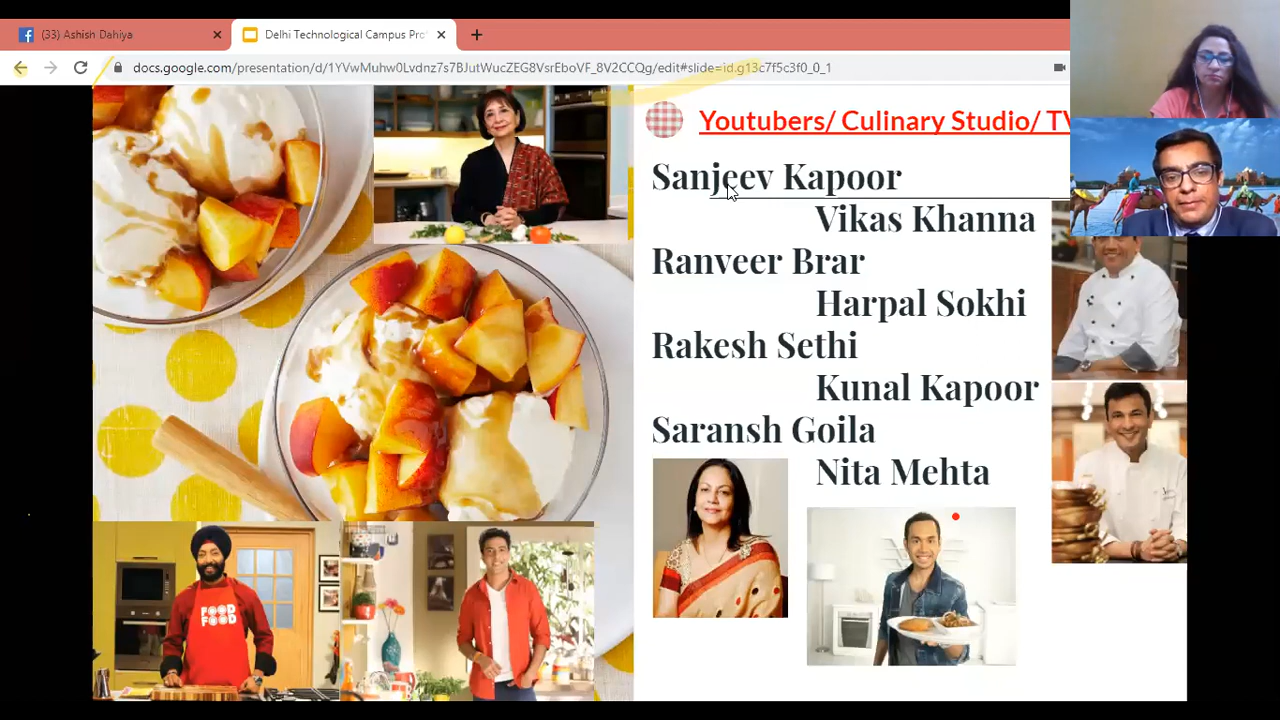 (33) Ashish Dahiya
Delhi Technological Campus Pro
docs.google.com/presentation/d/1YVwMuhw0Lvdnz7s7BJutWucZEG8VsrEboVF_8V2CCQg/edit#slide=id.g13c7f5c3f0_0_1
Youtubers/ Culinary Studio/ TV
Sanjeev Kapoor
Vikas Khanna
Ranveer Brar
Harpal Sokhi
Rakesh Sethi
Kunal Kapoor
Saransh Goila
Nita Mehta
FOOD
FOOD